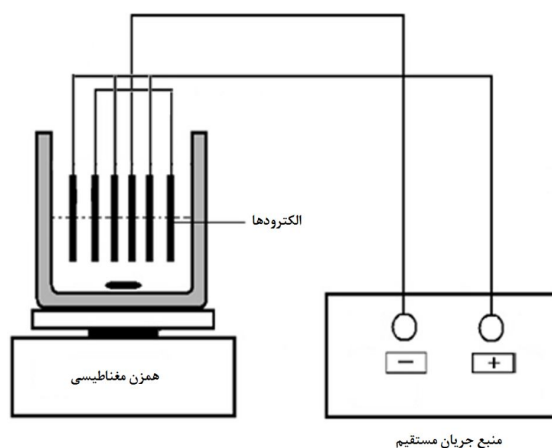 الکترودها
همزن مغناطیسی
− +
منبع جریان مستقیم